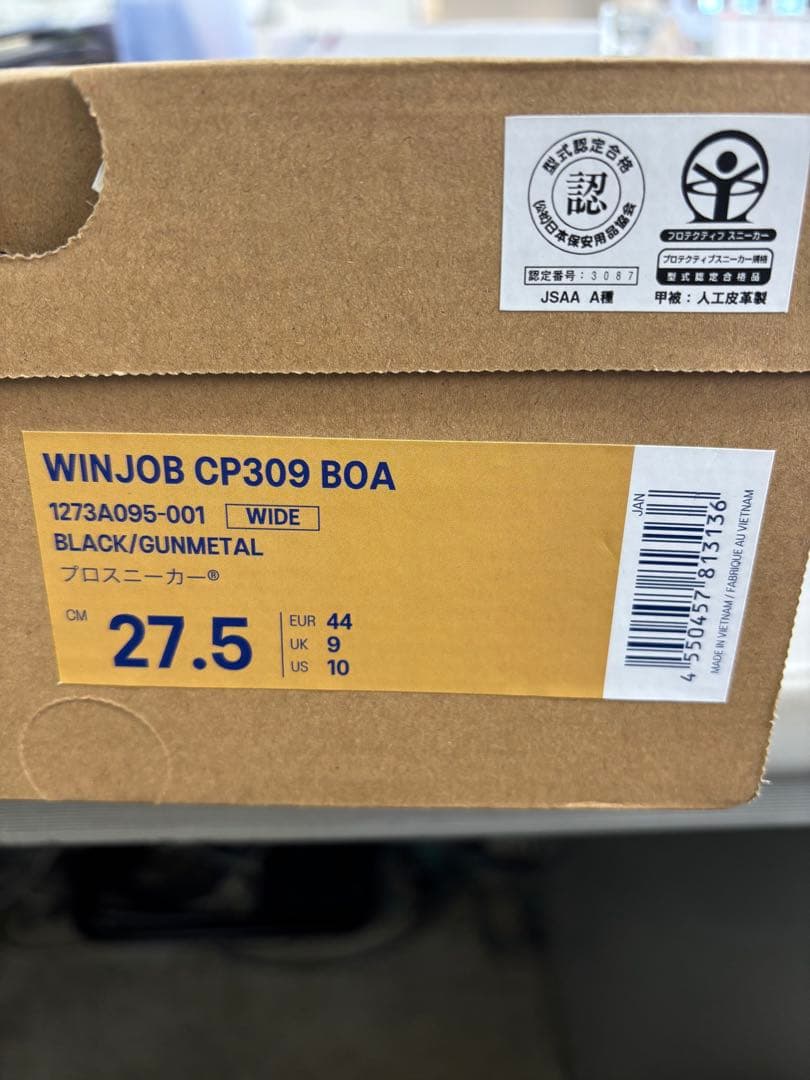 型式認定合格
認
(公社)日本保安用品協会
認定番号:3087
JSAA A種
プロテクティブ スニーカー
プロテクティブスニーカー規格
型式認定合格品
甲被:人工皮革製
WINJOB CP309 BOA
1273A095-001 WIDE
BLACK/GUNMETAL
プロスニーカー®
CM 27.5
EUR 44
UK 9
US 10
JAN
4 550457 813136
MADE IN VIETNAM / FABRIQUE AU VIETNAM